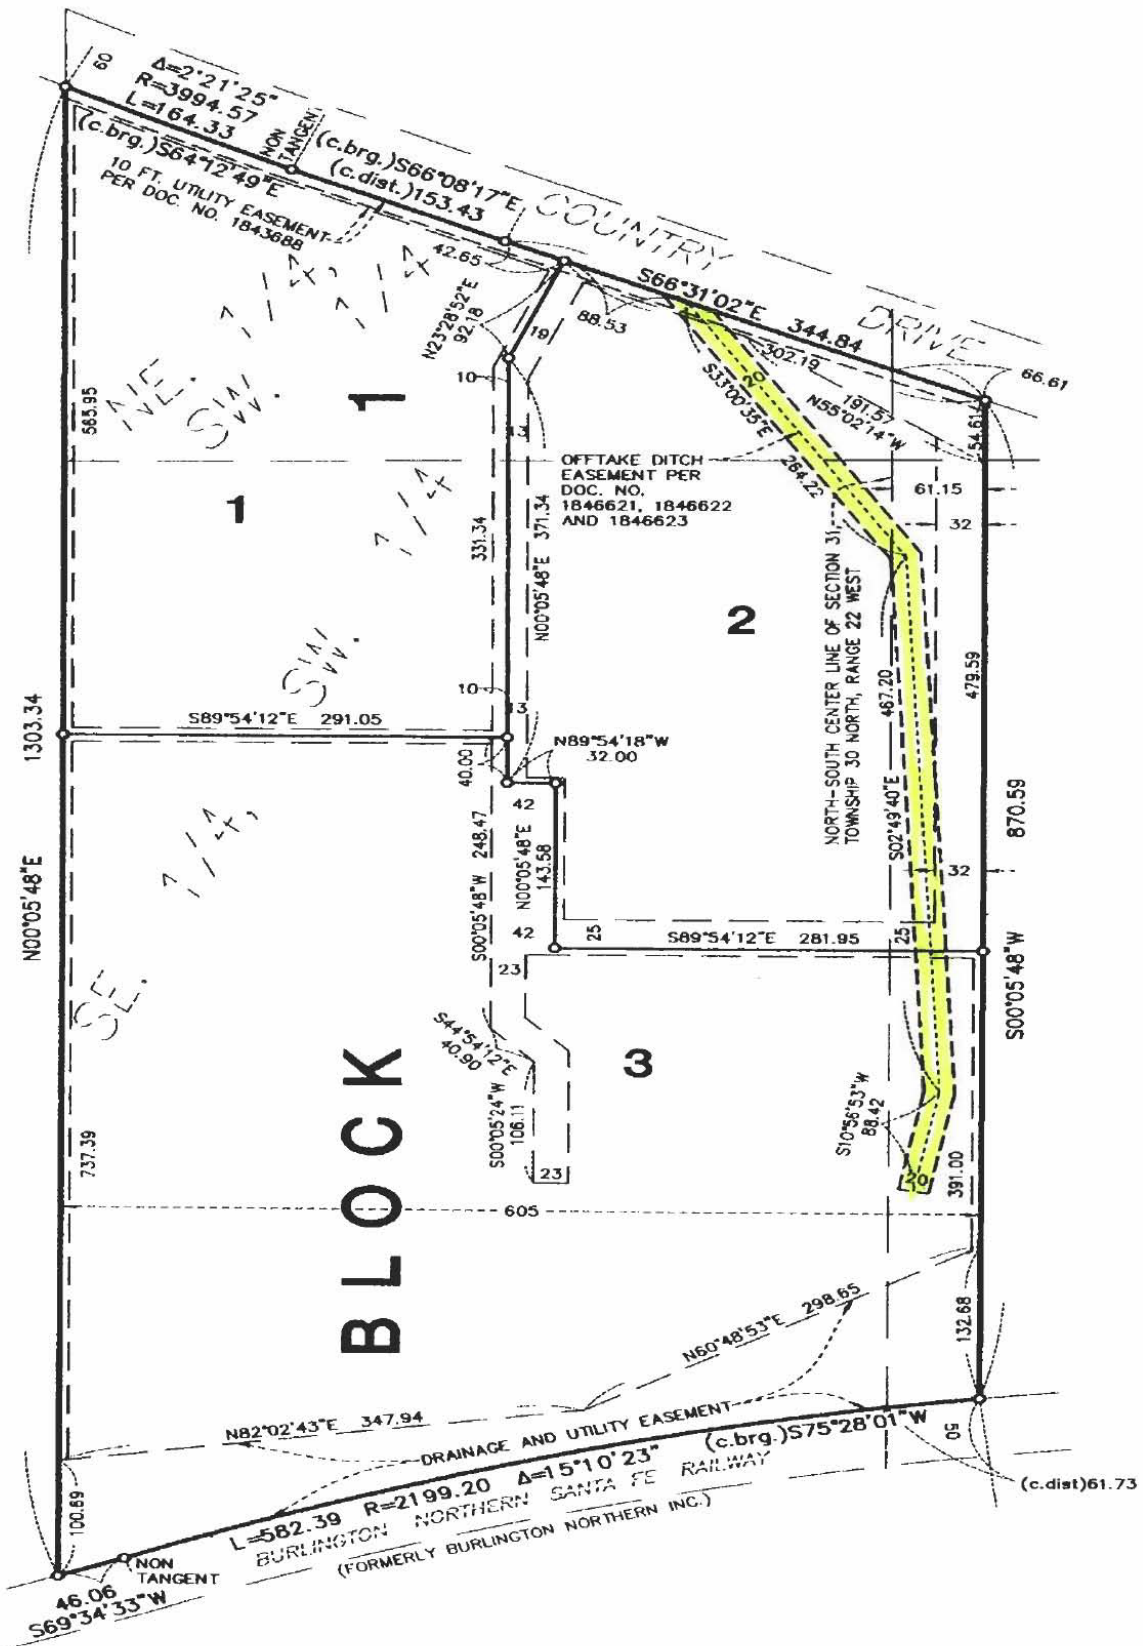 60
Δ=2°21'25"
R=3994.57
L=164.33
(c.brg.)S64°12'49"E
NON
TANGENT
(c.brg.)S66°08'17"E
(c.dist.)153.43
10 FT. UTILITY EASEMENT
PER DOC. NO. 1843688
COUNTRY
DRIVE
42.65
N23°28'52"E
92.18
19
88.53
S66°31'02"E 344.84
302.19
66.61
20
S33°00'35"E
264.22
191.57
N55°02'14"W
54.61
565.95
NE. 1/4,
SW. 1/4
1
10
13
OFFTAKE DITCH
EASEMENT PER
DOC. NO.
1846621, 1846622
AND 1846623
61.15
32
1
SW. 1/4
331.34
N00°05'48"E 371.34
2
NORTH-SOUTH CENTER LINE OF SECTION 31,
TOWNSHIP 30 NORTH, RANGE 22 WEST
467.20
S02°49'40"E
479.59
10
13
S89°54'12"E 291.05
N89°54'18"W
32.00
40.00
42
N00°05'48"E 1303.34
SE. 1/4,
S00°05'48"W 248.47
N00°05'48"E
143.58
32
S00°05'48"W 870.59
42
25
S89°54'12"E 281.95
25
23
S44°54'12"E
40.90
3
S00°05'24"W
106.11
S10°56'53"W
88.42
23
20
391.00
737.39
605
BLOCK
N60°48'53"E 298.65
132.68
N82°02'43"E 347.94
DRAINAGE AND UTILITY EASEMENT
L=582.39 R=2199.20 Δ=15°10'23" (c.brg.)S75°28'01"W
50
BURLINGTON NORTHERN SANTA FE RAILWAY
(FORMERLY BURLINGTON NORTHERN INC.)
(c.dist)61.73
100.69
NON
TANGENT
46.06
S69°34'33"W